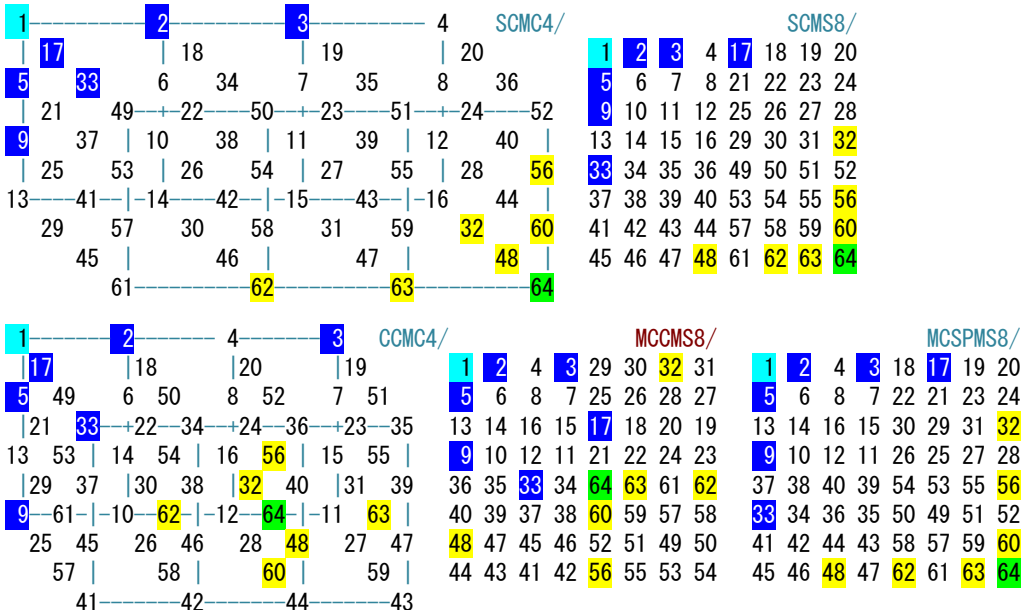 1 2 3 4 SCMC4/
17 18 19 20
5 33 6 34 7 35 8 36
21 49 22 50 23 51 24 52
9 37 10 38 11 39 12 40
25 53 26 54 27 55 28 56
13 41 14 42 15 43 16 44
29 57 30 58 31 59 32 60
45 46 47 48
61 62 63 64
SCMS8/
1 2 3 4 17 18 19 20
5 6 7 8 21 22 23 24
9 10 11 12 25 26 27 28
13 14 15 16 29 30 31 32
33 34 35 36 49 50 51 52
37 38 39 40 53 54 55 56
41 42 43 44 57 58 59 60
45 46 47 48 61 62 63 64
1 2 4 3 CCMC4/
17 18 20 19
5 49 6 50 8 52 7 51
21 33 22 34 24 36 23 35
13 53 14 54 16 56 15 55
29 37 30 38 32 40 31 39
9 61 10 62 12 64 11 63
25 45 26 46 28 48 27 47
57 58 60 59
41 42 44 43
MCCMS8/
1 2 4 3 29 30 32 31
5 6 8 7 25 26 28 27
13 14 16 15 17 18 20 19
9 10 12 11 21 22 24 23
36 35 33 34 64 63 61 62
40 39 37 38 60 59 57 58
48 47 45 46 52 51 49 50
44 43 41 42 56 55 53 54
MCSPMS8/
1 2 4 3 18 17 19 20
5 6 8 7 22 21 23 24
13 14 16 15 30 29 31 32
9 10 12 11 26 25 27 28
37 38 40 39 54 53 55 56
33 34 36 35 50 49 51 52
41 42 44 43 58 57 59 60
45 46 48 47 62 61 63 64